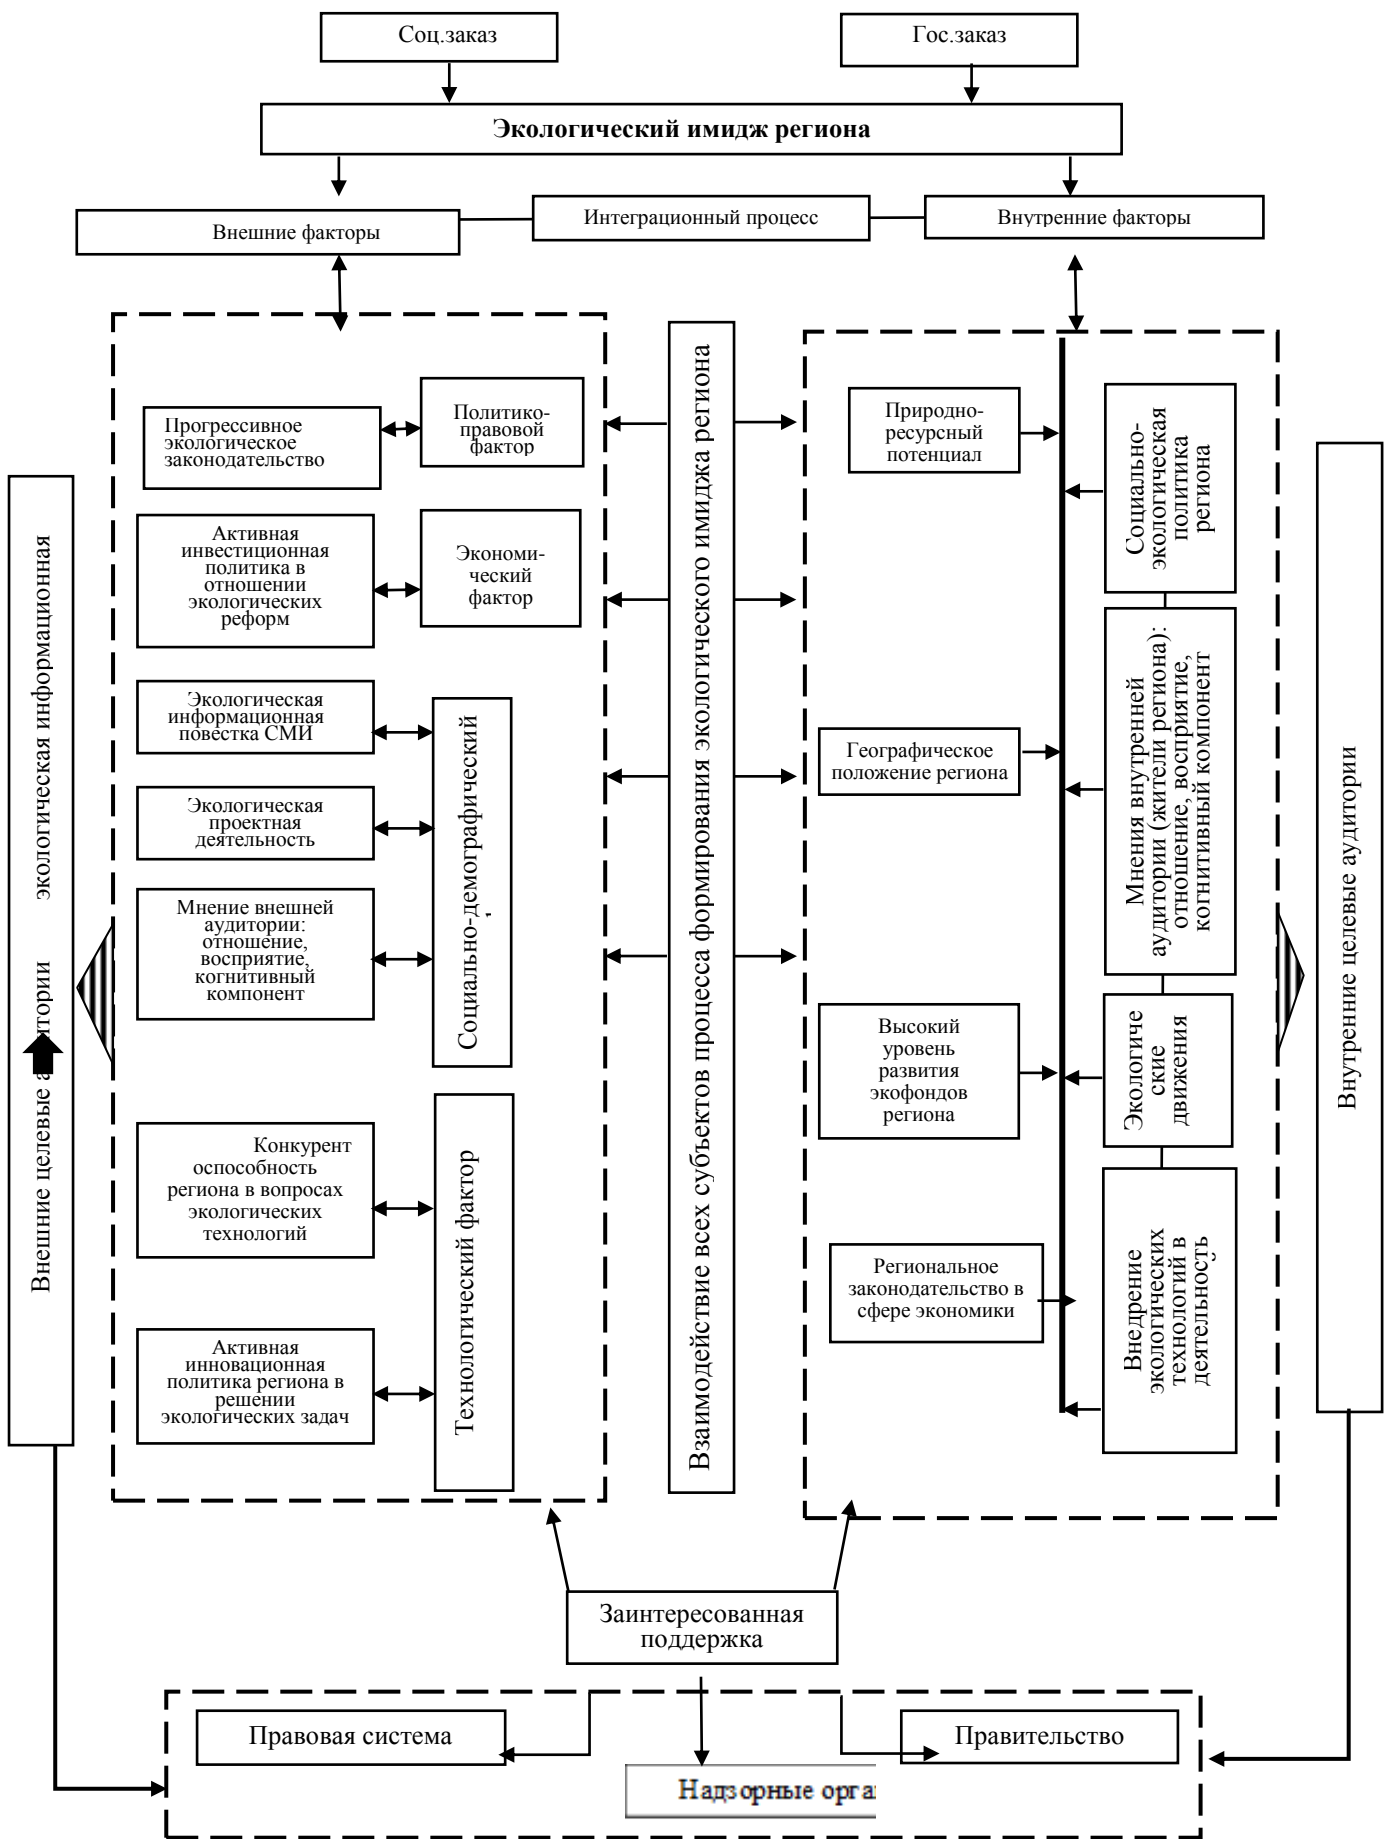 Соц.заказ
Гос.заказ
Экологический имидж региона
Внешние факторы
Интеграционный процесс
Внутренние факторы
Прогрессивное
экологическое
законодательство
Политико-
правовой
фактор
Активная
инвестиционная
политика в
отношении
экологических
реформ
Экономи-
ческий
фактор
Экологическая
информационная
повестка СМИ
Экологическая
проектная
деятельность
Мнение внешней
аудитории:
отношение,
восприятие,
когнитивный
компонент
Социально-демографический
Конкурент
оспособность
региона в вопросах
экологических
технологий
Активная
инновационная
политика региона в
решении
экологических задач
Технологический фактор
Внешние целевые
экологическая информационная
Взаимодействие всех субъектов процесса формирования экологического имиджа региона
Природно-
ресурсный
потенциал
Географическое
положение региона
Высокий
уровень
развития
экофондов
региона
Региональное
законодательство в
сфере экономики
Социально-
экологическая
политика
региона
Мнения внутренней
аудитории (жители региона):
отношение, восприятие,
когнитивный компонент
Экологиче
ские
движения
Внедрение
экологических
технологий в
деятельность
Внутренние целевые аудитории
Заинтересованная
поддержка
Правовая система
Правительство
Надзорные орга